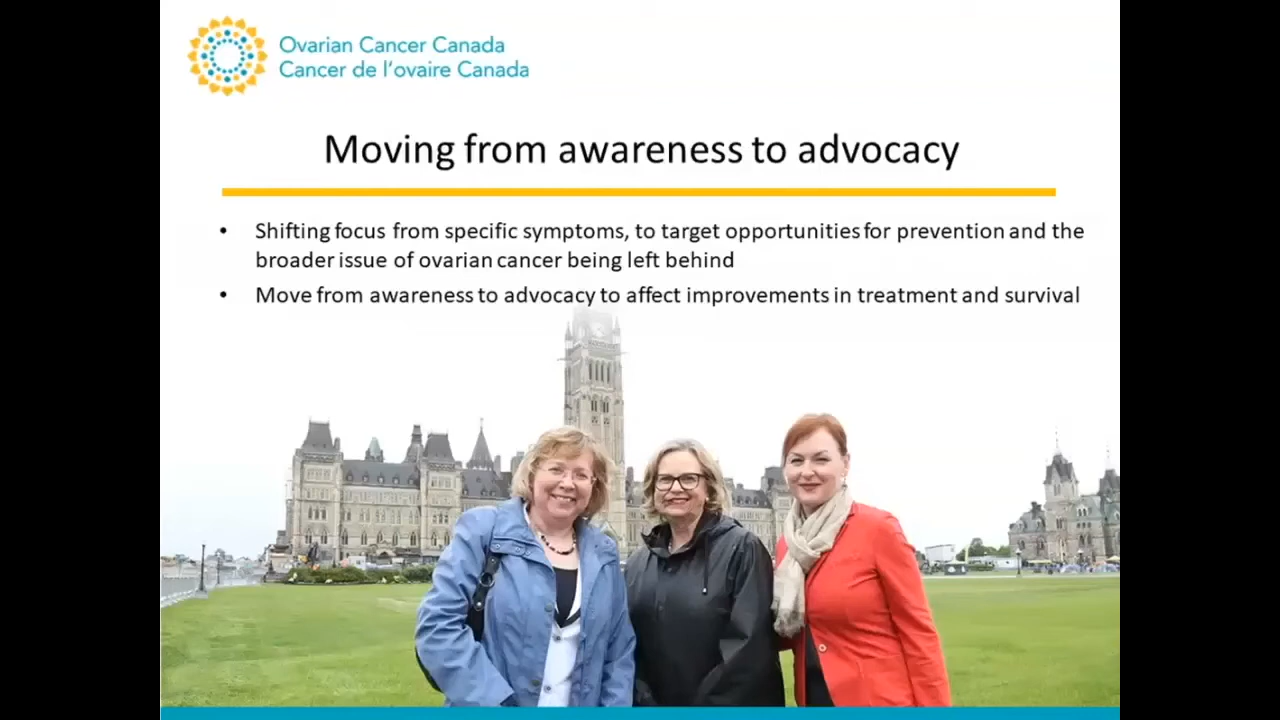 Ovarian Cancer Canada
Cancer de l'ovaire Canada
Moving from awareness to advocacy
• Shifting focus from specific symptoms, to target opportunities for prevention and the
broader issue of ovarian cancer being left behind
• Move from awareness to advocacy to affect improvements in treatment and survival